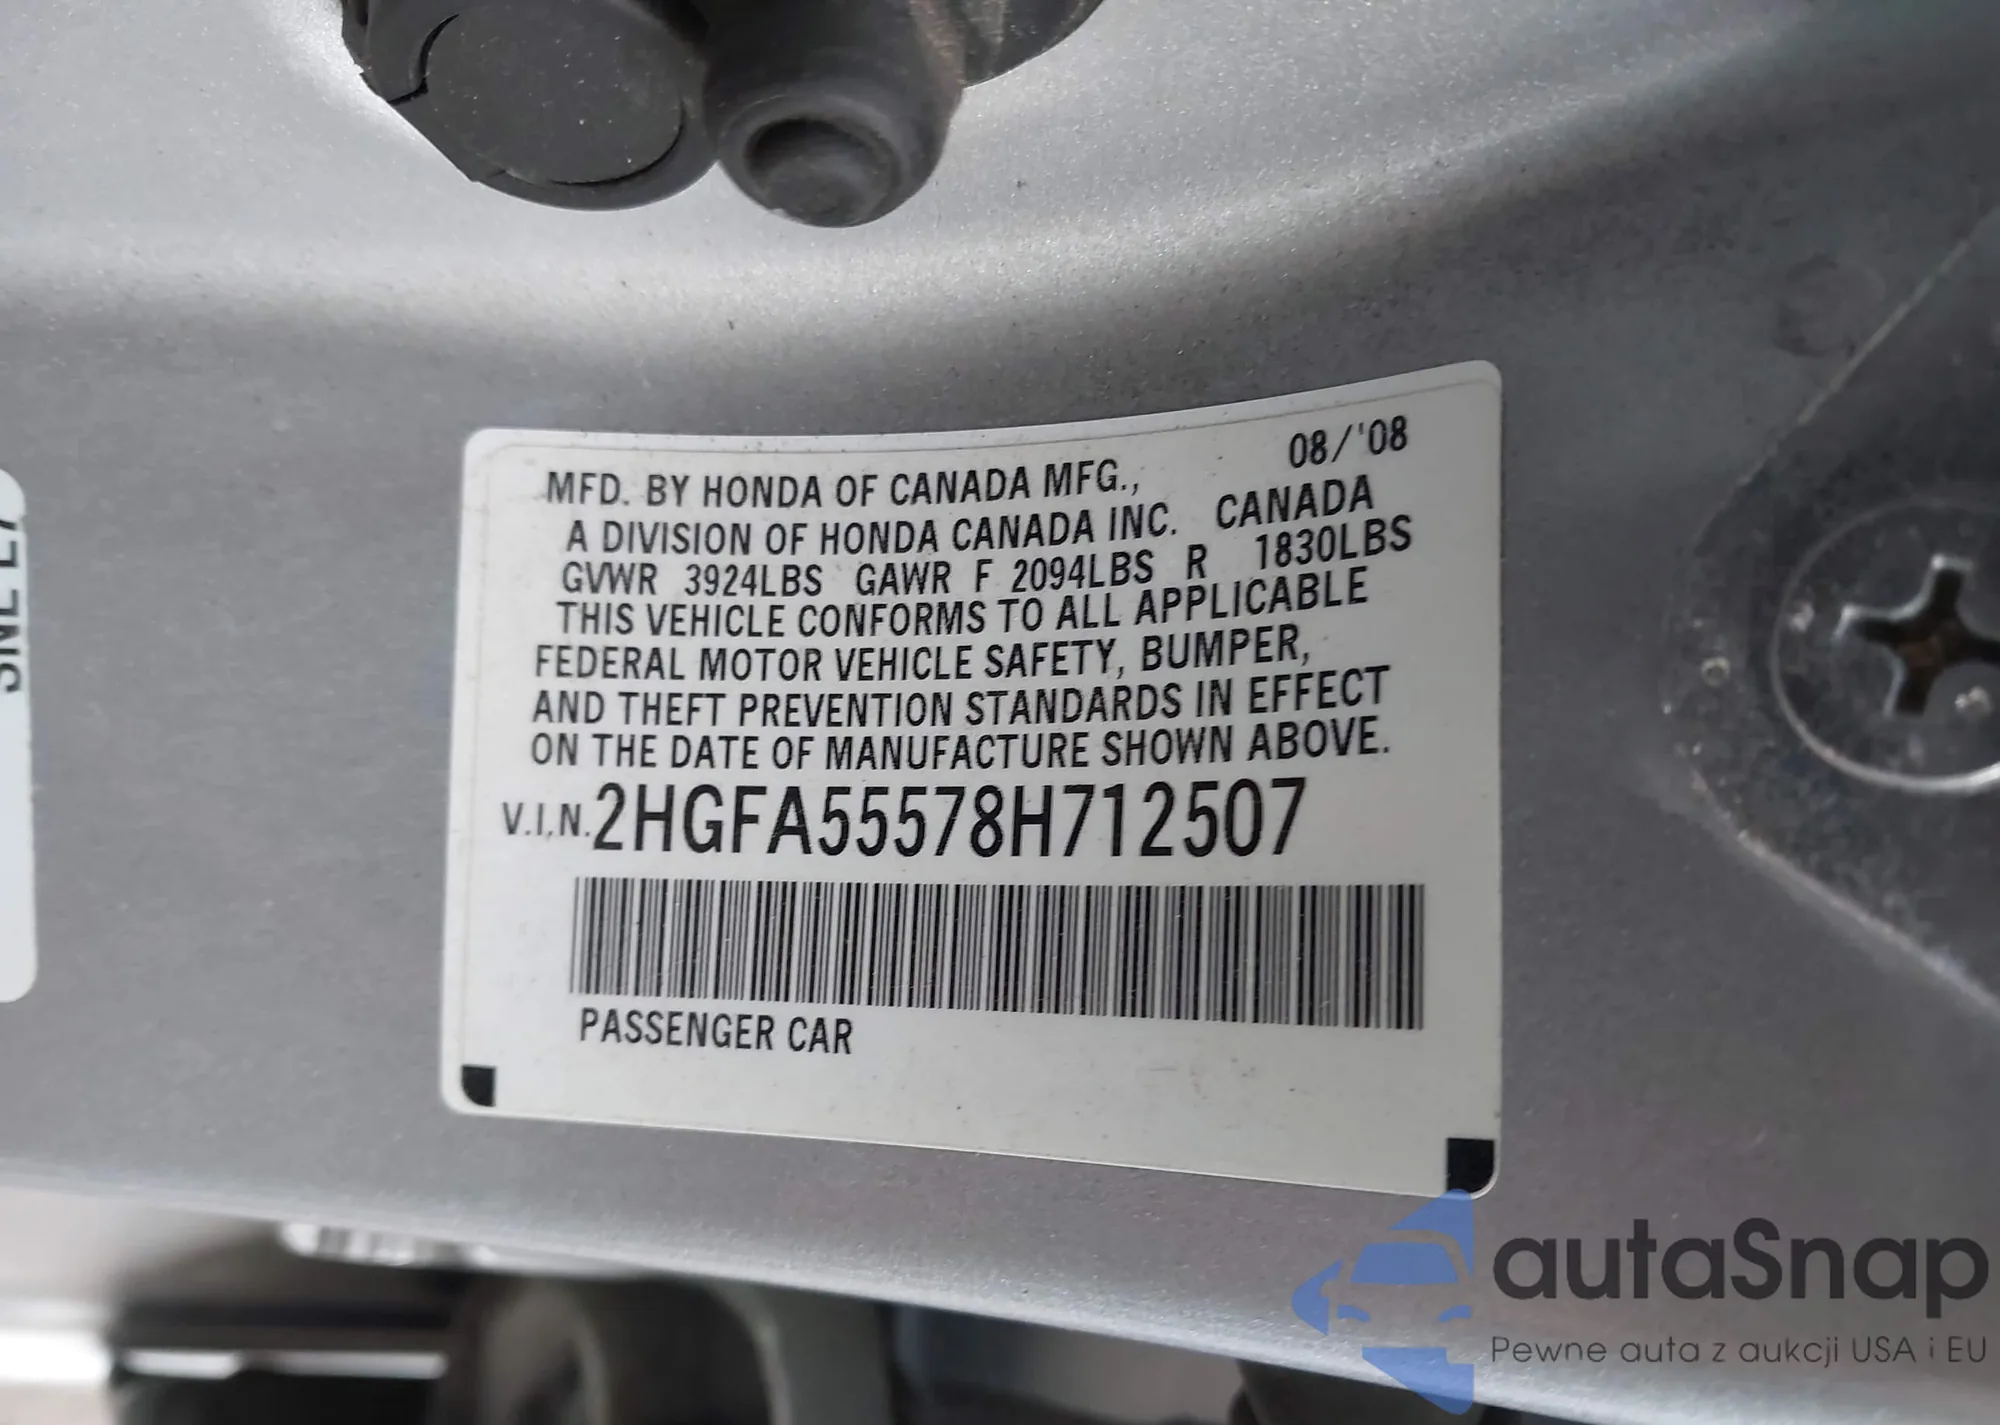 08/'08
MFD. BY HONDA OF CANADA MFG.,
A DIVISION OF HONDA CANADA INC. CANADA
GVWR 3924LBS GAWR F 2094LBS R 1830LBS
THIS VEHICLE CONFORMS TO ALL APPLICABLE
FEDERAL MOTOR VEHICLE SAFETY, BUMPER,
AND THEFT PREVENTION STANDARDS IN EFFECT
ON THE DATE OF MANUFACTURE SHOWN ABOVE.
V.I.N. 2HGFA55578H712507
PASSENGER CAR
autaSnap
Pewne auta z aukcji USA i EU